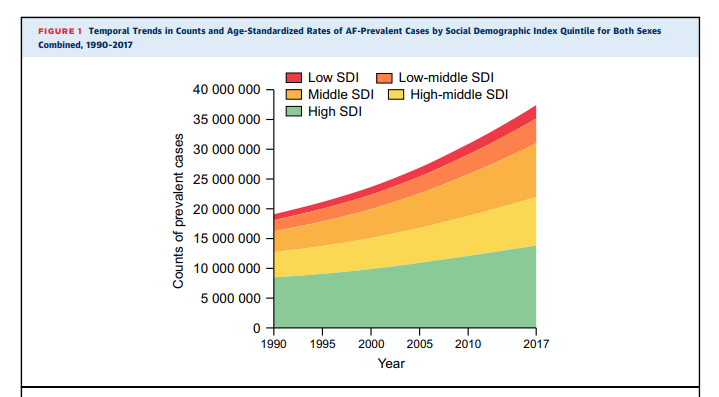 FIGURE 1 Temporal Trends in Counts and Age-Standardized Rates of AF-Prevalent Cases by Social Demographic Index Quintile for Both Sexes
Combined, 1990-2017
Low SDI
Low-middle SDI
Middle SDI
High-middle SDI
High SDI
Counts of prevalent cases
40 000 000
35 000 000
30 000 000
25 000 000
20 000 000
15 000 000
10 000 000
5 000 000
0
1990 1995 2000 2005 2010 2017
Year